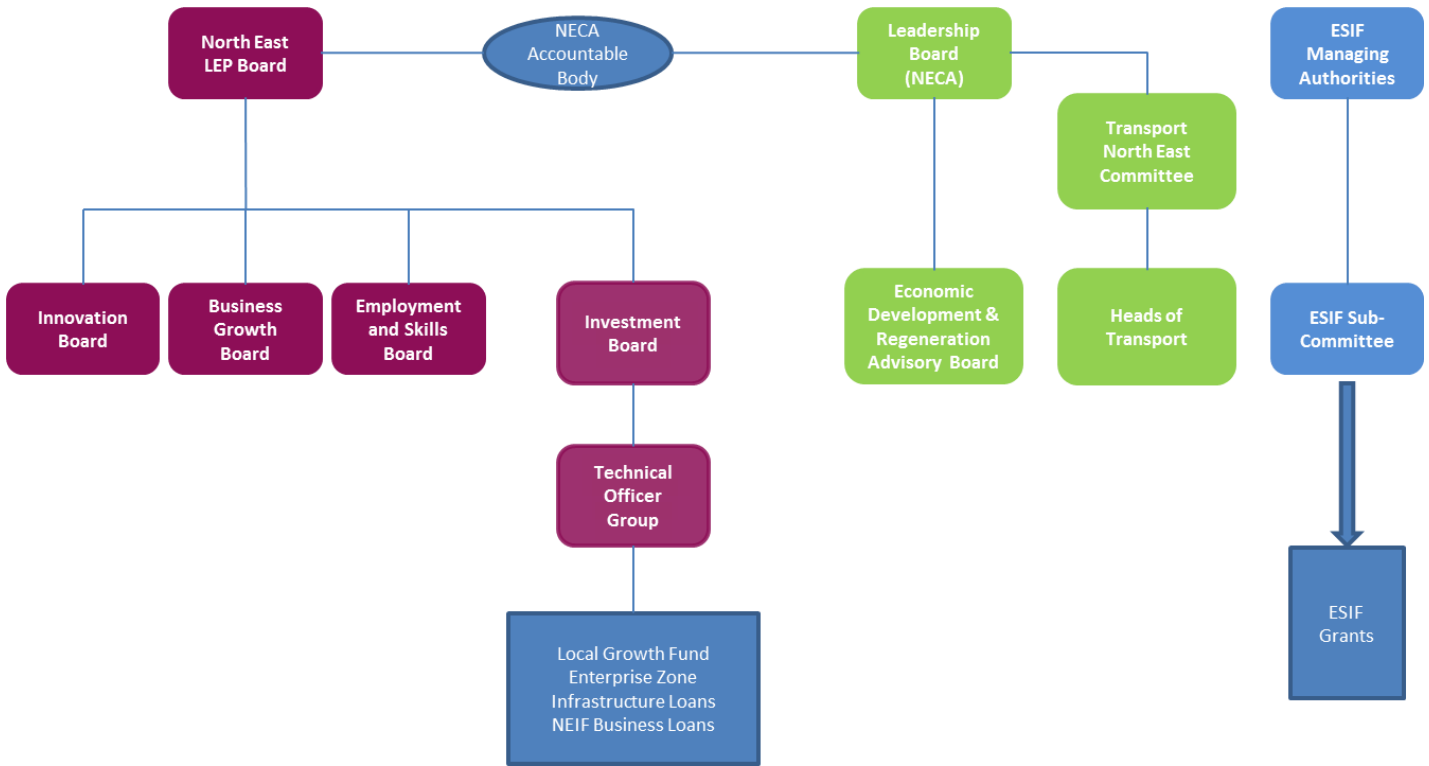 North East
LEP Board
NECA
Accountable
Body
Leadership
Board
(NECA)
ESIF
Managing
Authorities
Transport
North East
Committee
Innovation
Board
Business
Growth
Board
Employment
and Skills
Board
Investment
Board
Economic
Development &
Regeneration
Advisory Board
Heads of
Transport
ESIF Sub-
Committee
Technical
Officer
Group
Local Growth Fund
Enterprise Zone
Infrastructure Loans
NEIF Business Loans
ESIF
Grants